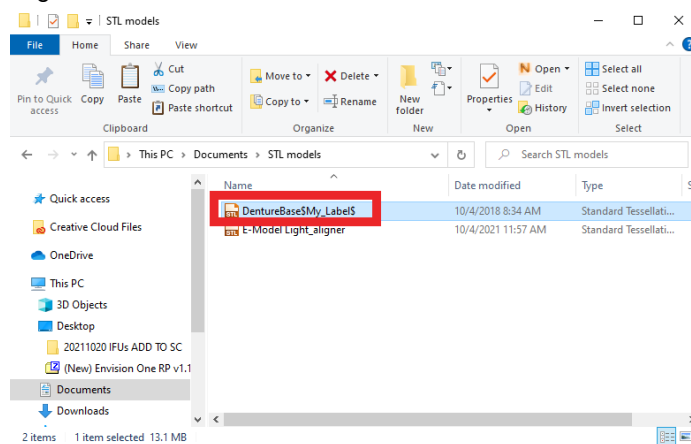 STL models
File Home Share View
Pin to Quick access
Copy
Paste
Cut
Copy path
Paste shortcut
Clipboard
Move to
Copy to
Delete
Rename
Organize
New folder
New
Properties
Open
Edit
History
Open
Select all
Select none
Invert selection
Select
This PC > Documents > STL models
Search STL models
Name Date modified Type
Quick access
Creative Cloud Files
OneDrive
This PC
3D Objects
Desktop
20211020 IFUs ADD TO SC
(New) Envision One RP v1.1
Documents
Downloads
DentureBase$My_Label$ 10/4/2018 8:34 AM Standard Tessellati...
E-Model Light_aligner 10/4/2021 11:57 AM Standard Tessellati...
2 items 1 item selected 13.1 MB